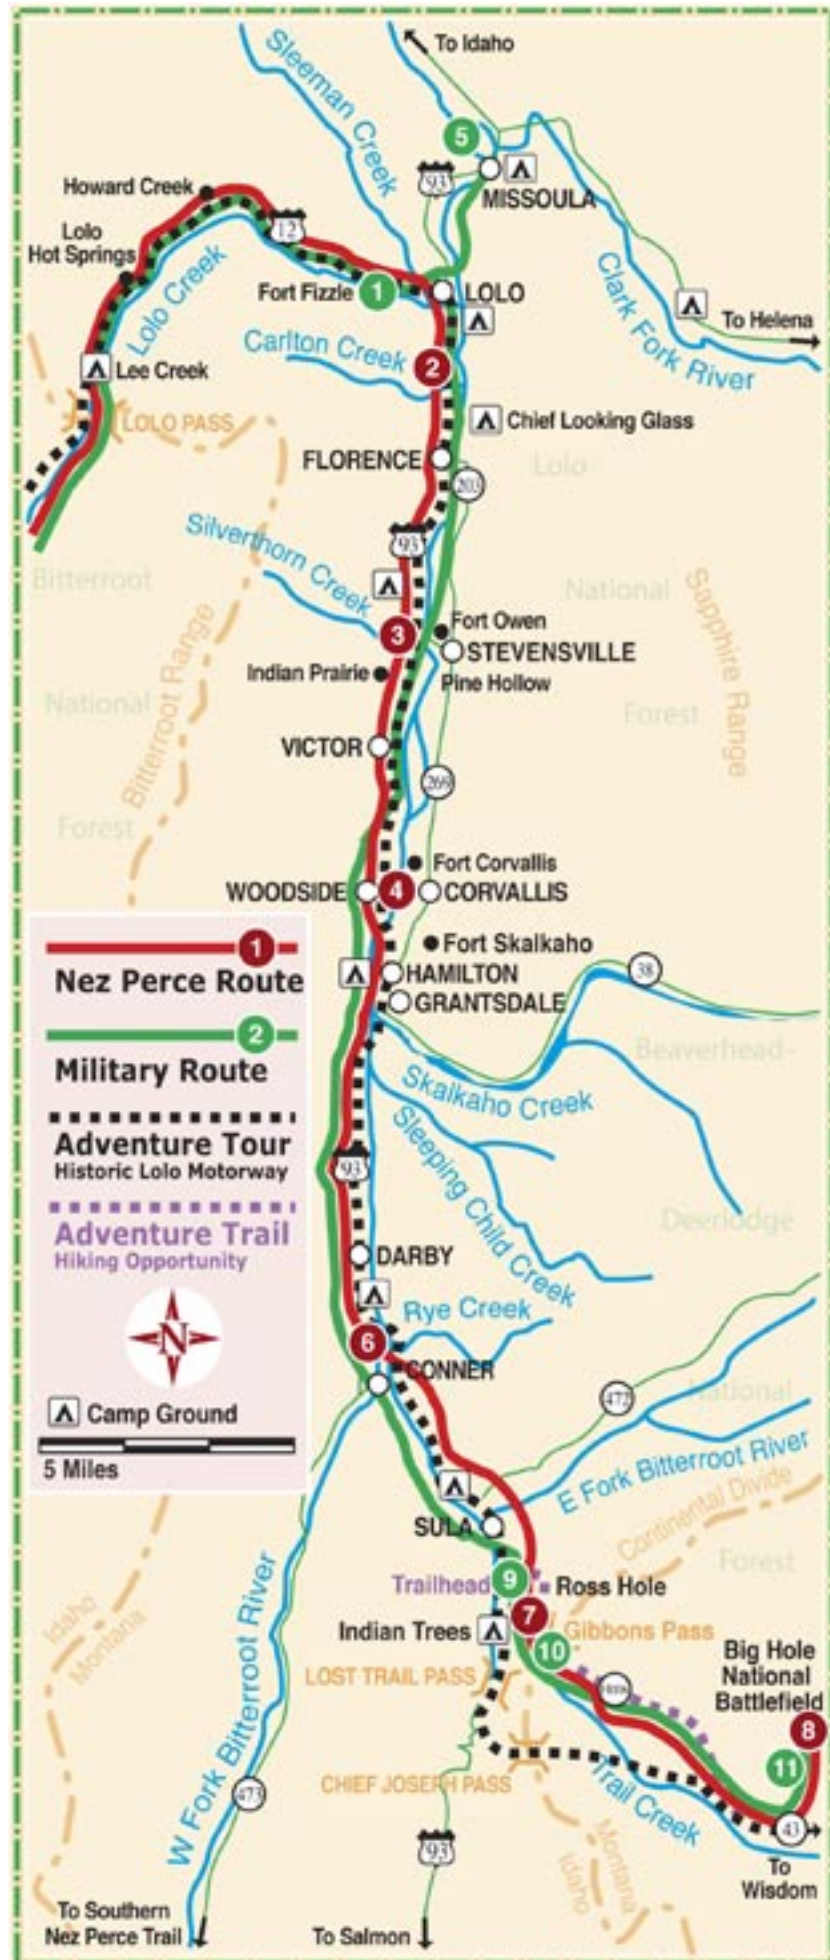 To Idaho
Sleeman Creek
5
93
MISSOULA
Howard Creek
12
Lolo
Hot Springs
Lolo Creek
Fort Fizzle
1
LOLO
Clark Fork River
To Helena
Carlton Creek
2
Lee Creek
LOLO PASS
Chief Looking Glass
FLORENCE
Lolo
203
93
Silverthorn Creek
Bitterroot
National
Sapphire Range
3
Fort Owen
STEVENSVILLE
Indian Prairie
Pine Hollow
Bitterroot Range
National
Forest
VICTOR
269
Forest
Fort Corvallis
WOODSIDE
4
CORVALLIS
Fort Skalkaho
HAMILTON
38
GRANTSDALE
Beaverhead-
Skalkaho Creek
Sleeping Child Creek
93
Deerlodge
DARBY
Rye Creek
6
CONNER
472
National
E Fork Bitterroot River
Continental Divide
SULA
Forest
Trailhead
9
Ross Hole
7
Indian Trees
Gibbons Pass
10
LOST TRAIL PASS
Big Hole
National
Battlefield
8
11
CHIEF JOSEPH PASS
Trail Creek
43
To
Wisdom
W Fork Bitterroot River
473
93
Idaho
Montana
Montana
Idaho
To Southern
Nez Perce Trail
To Salmon
1
Nez Perce Route
2
Military Route
Adventure Tour
Historic Lolo Motorway
Adventure Trail
Hiking Opportunity
N
Camp Ground
5 Miles